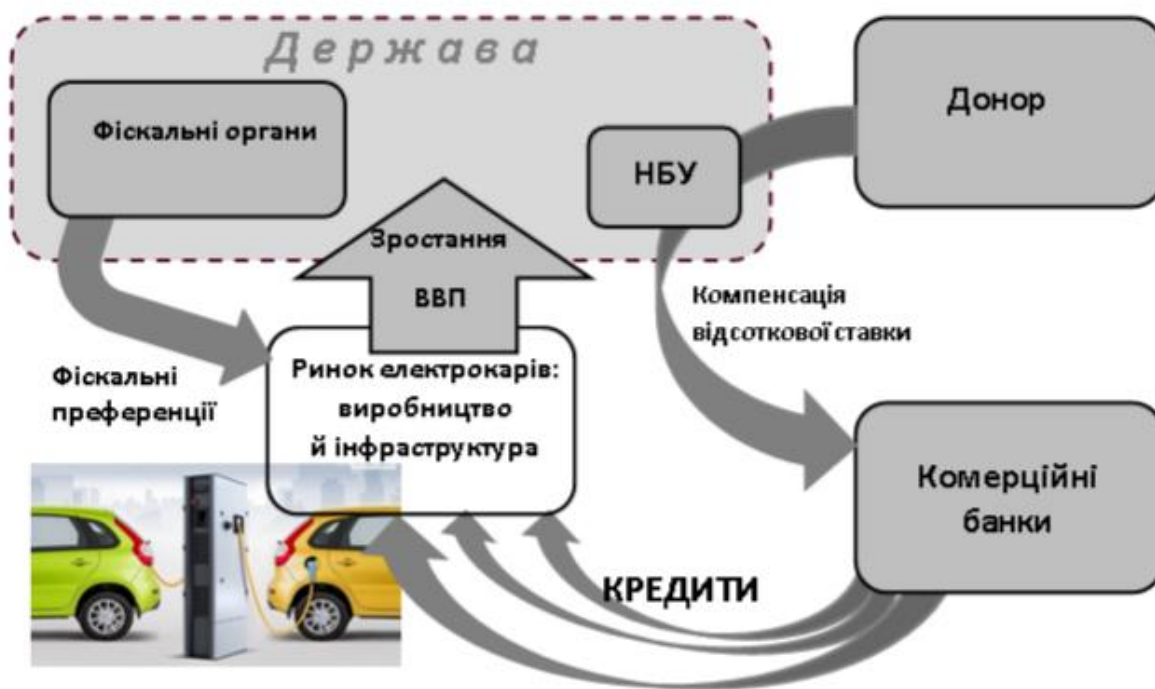 Держава
Фіскальні органи
НБУ
Донор
Зростання
ВВП
Компенсація
відсоткової ставки
Фіскальні
преференції
Ринок електрокарів:
виробництво
й інфраструктура
Комерційні
банки
КРЕДИТИ